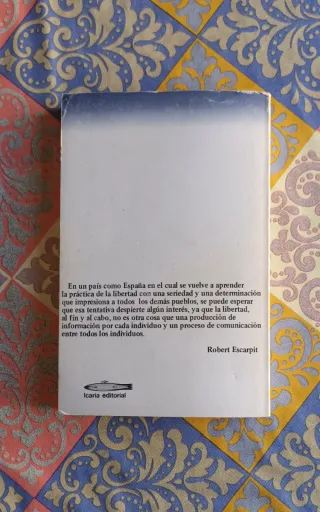 En un país como España en el cual se vuelve a aprender
la práctica de la libertad con una seriedad y una determinación
que impresiona a todos los demás pueblos, se puede esperar
que esa tentativa despierte algún interés, ya que la libertad,
al fin y al cabo, no es otra cosa que una producción de
información por cada individuo y un proceso de comunicación
entre todos los individuos.
Robert Escarpit
Icaria editorial